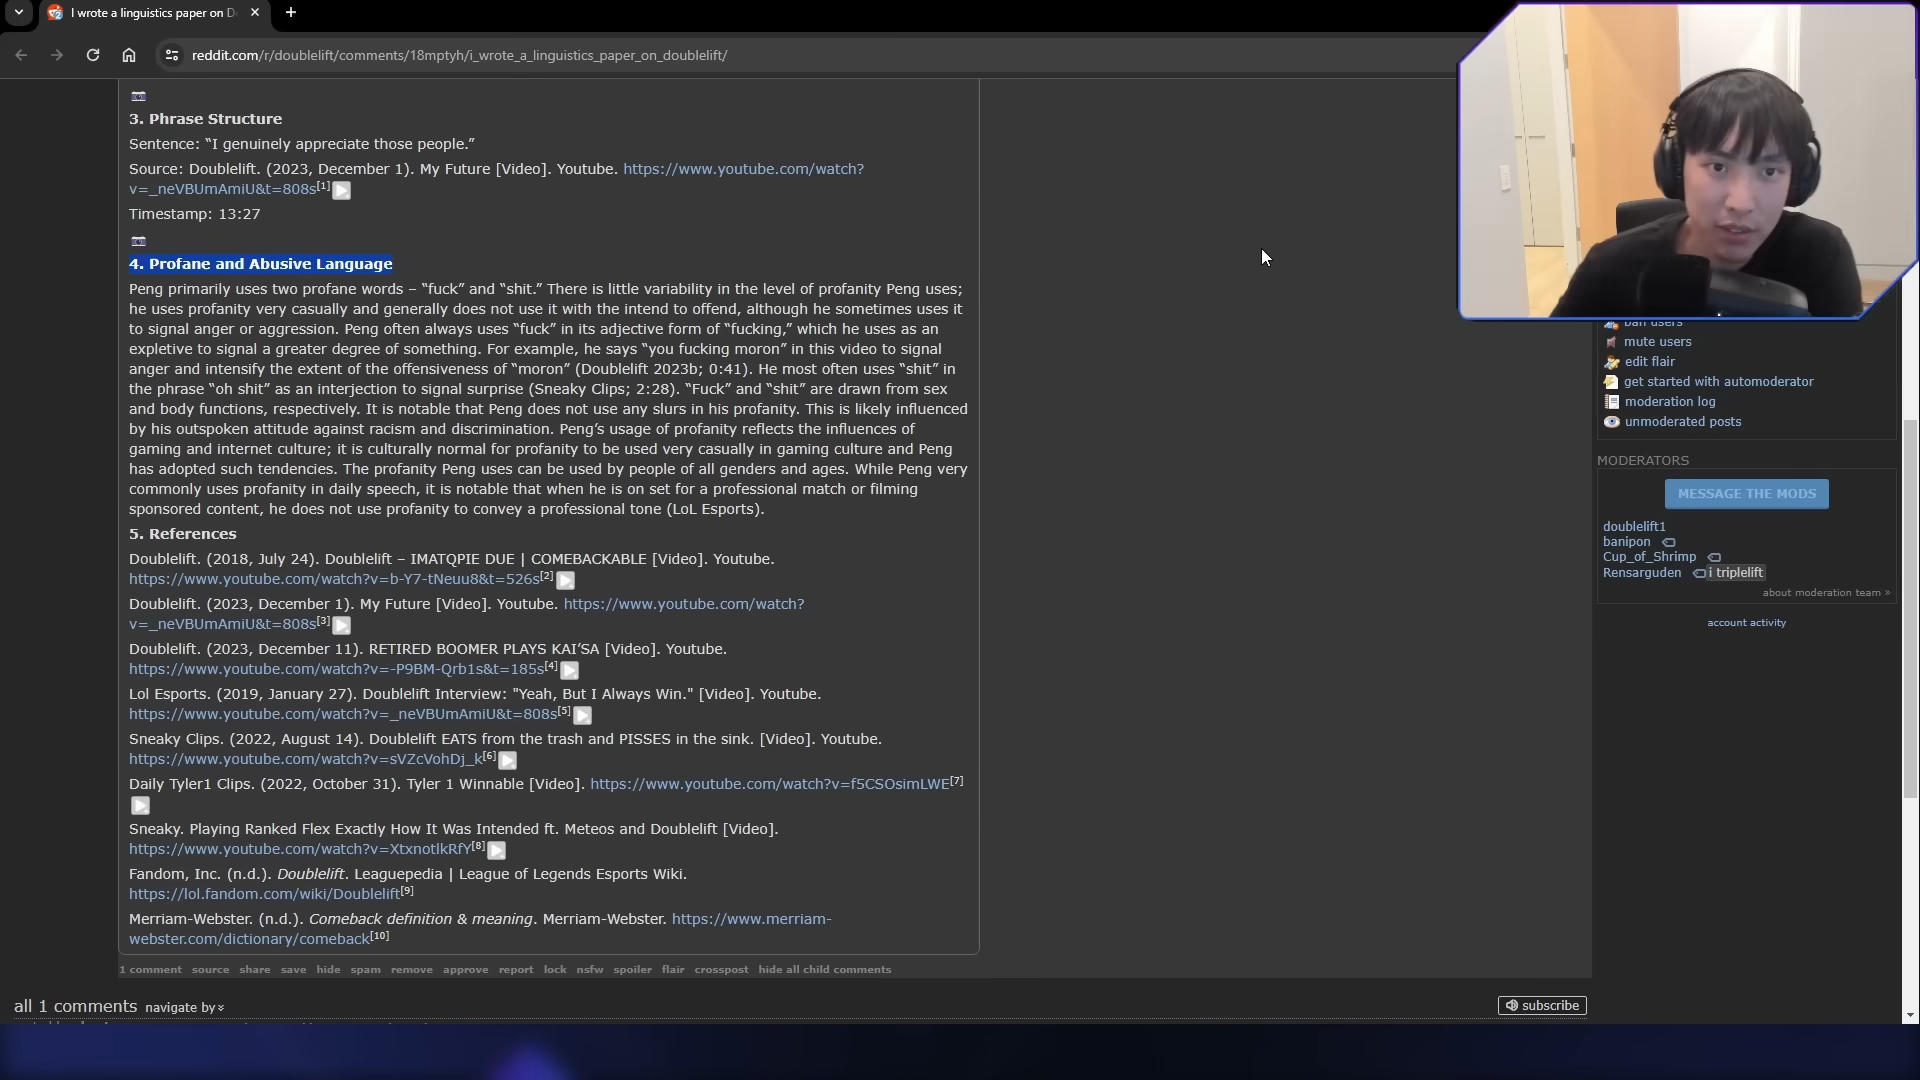 I wrote a linguistics paper on D
reddit.com/r/doublelift/comments/18mptyh/i_wrote_a_linguistics_paper_on_doublelift/
3. Phrase Structure
Sentence: “I genuinely appreciate those people.”
Source: Doublelift. (2023, December 1). My Future [Video]. Youtube. https://www.youtube.com/watch?
v=_neVBUmAmiU&t=808s[1]
Timestamp: 13:27
4. Profane and Abusive Language
Peng primarily uses two profane words – “fuck” and “shit.” There is little variability in the level of profanity Peng uses;
he uses profanity very casually and generally does not use it with the intend to offend, although he sometimes uses it
to signal anger or aggression. Peng often always uses “fuck” in its adjective form of “fucking,” which he uses as an
expletive to signal a greater degree of something. For example, he says “you fucking moron” in this video to signal
anger and intensify the extent of the offensiveness of “moron” (Doublelift 2023b; 0:41). He most often uses “shit” in
the phrase “oh shit” as an interjection to signal surprise (Sneaky Clips; 2:28). “Fuck” and “shit” are drawn from sex
and body functions, respectively. It is notable that Peng does not use any slurs in his profanity. This is likely influenced
by his outspoken attitude against racism and discrimination. Peng’s usage of profanity reflects the influences of
gaming and internet culture; it is culturally normal for profanity to be used very casually in gaming culture and Peng
has adopted such tendencies. The profanity Peng uses can be used by people of all genders and ages. While Peng very
commonly uses profanity in daily speech, it is notable that when he is on set for a professional match or filming
sponsored content, he does not use profanity to convey a professional tone (LoL Esports).
5. References
Doublelift. (2018, July 24). Doublelift – IMATQPIE DUE | COMEBACKABLE [Video]. Youtube.
https://www.youtube.com/watch?v=b-Y7-tNeuu8&t=526s[2]
Doublelift. (2023, December 1). My Future [Video]. Youtube. https://www.youtube.com/watch?
v=_neVBUmAmiU&t=808s[3]
Doublelift. (2023, December 11). RETIRED BOOMER PLAYS KAI’SA [Video]. Youtube.
https://www.youtube.com/watch?v=-P9BM-Qrb1s&t=185s[4]
Lol Esports. (2019, January 27). Doublelift Interview: "Yeah, But I Always Win." [Video]. Youtube.
https://www.youtube.com/watch?v=_neVBUmAmiU&t=808s[5]
Sneaky Clips. (2022, August 14). Doublelift EATS from the trash and PISSES in the sink. [Video]. Youtube.
https://www.youtube.com/watch?v=sVZcVohDj_k[6]
Daily Tyler1 Clips. (2022, October 31). Tyler 1 Winnable [Video]. https://www.youtube.com/watch?v=f5CSOsimLWE[7]
Sneaky. Playing Ranked Flex Exactly How It Was Intended ft. Meteos and Doublelift [Video].
https://www.youtube.com/watch?v=XtxnotlkRfY[8]
Fandom, Inc. (n.d.). Doublelift. Leaguepedia | League of Legends Esports Wiki.
https://lol.fandom.com/wiki/Doublelift[9]
Merriam-Webster. (n.d.). Comeback definition & meaning. Merriam-Webster. https://www.merriam-
webster.com/dictionary/comeback[10]
1 comment source share save hide spam remove approve report lock nsfw spoiler flair crosspost hide all child comments
all 1 comments navigate by
subscribe
ban users
mute users
edit flair
get started with automoderator
moderation log
unmoderated posts
MODERATORS
MESSAGE THE MODS
doublelift1
banipon
Cup_of_Shrimp
Rensarguden i triplelift
about moderation team »
account activity